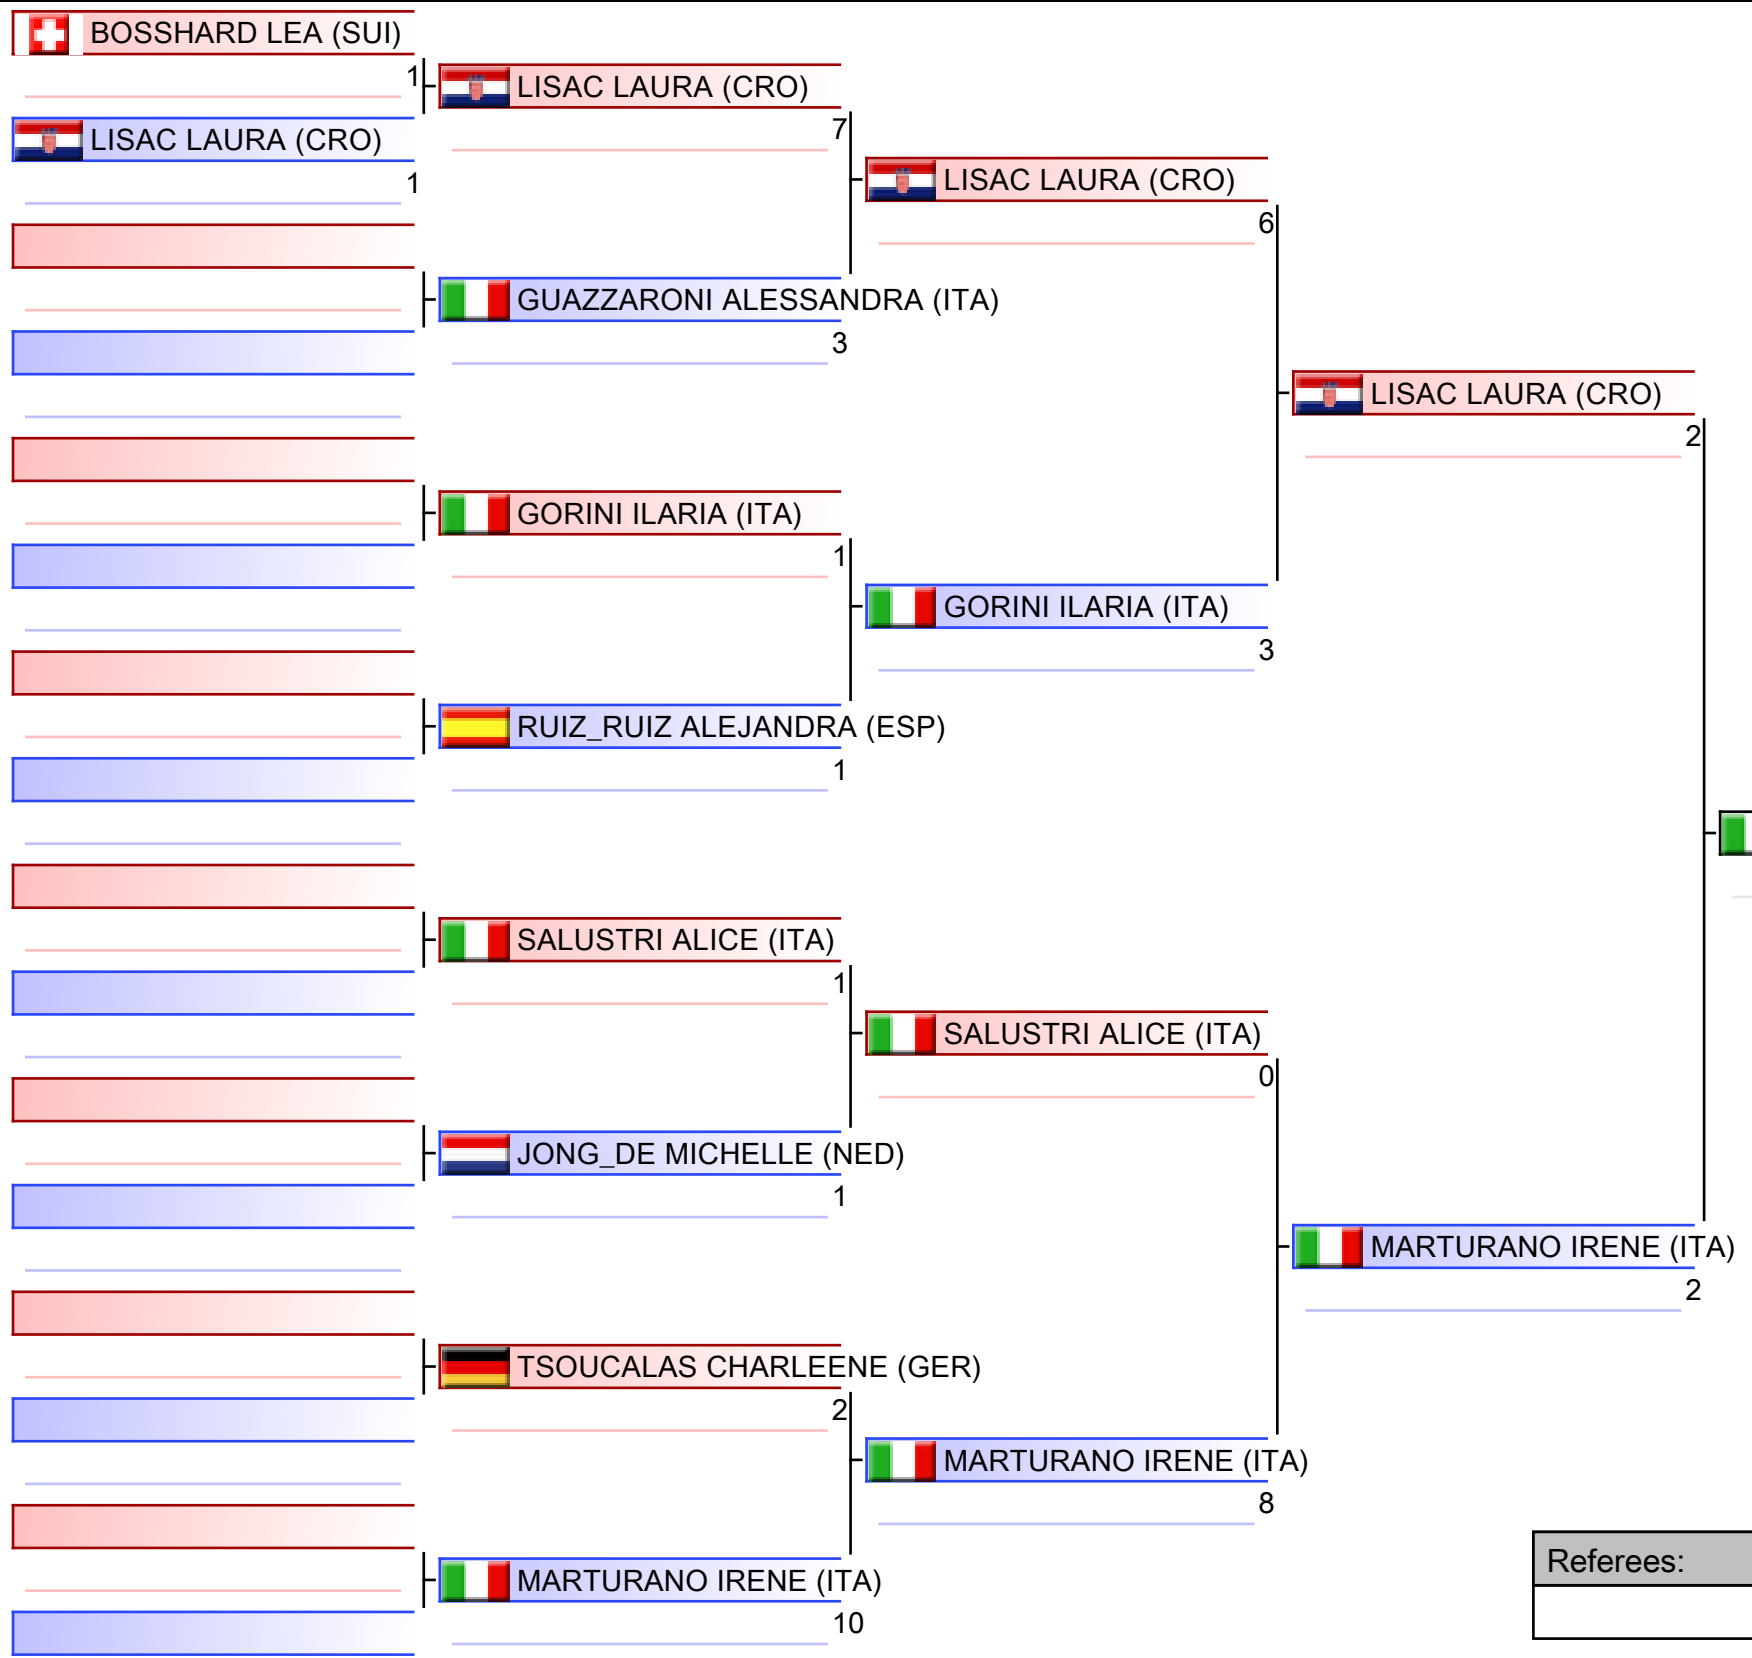 BOSSHARD LEA (SUI)
1
LISAC LAURA (CRO)
1
LISAC LAURA (CRO)
7
GUAZZARONI ALESSANDRA (ITA)
3
GORINI ILARIA (ITA)
1
RUIZ_RUIZ ALEJANDRA (ESP)
1
SALUSTRI ALICE (ITA)
1
JONG_DE MICHELLE (NED)
1
TSOUCALAS CHARLEENE (GER)
2
MARTURANO IRENE (ITA)
10
LISAC LAURA (CRO)
6
GORINI ILARIA (ITA)
3
SALUSTRI ALICE (ITA)
0
MARTURANO IRENE (ITA)
8
LISAC LAURA (CRO)
2
MARTURANO IRENE (ITA)
2
Referees: